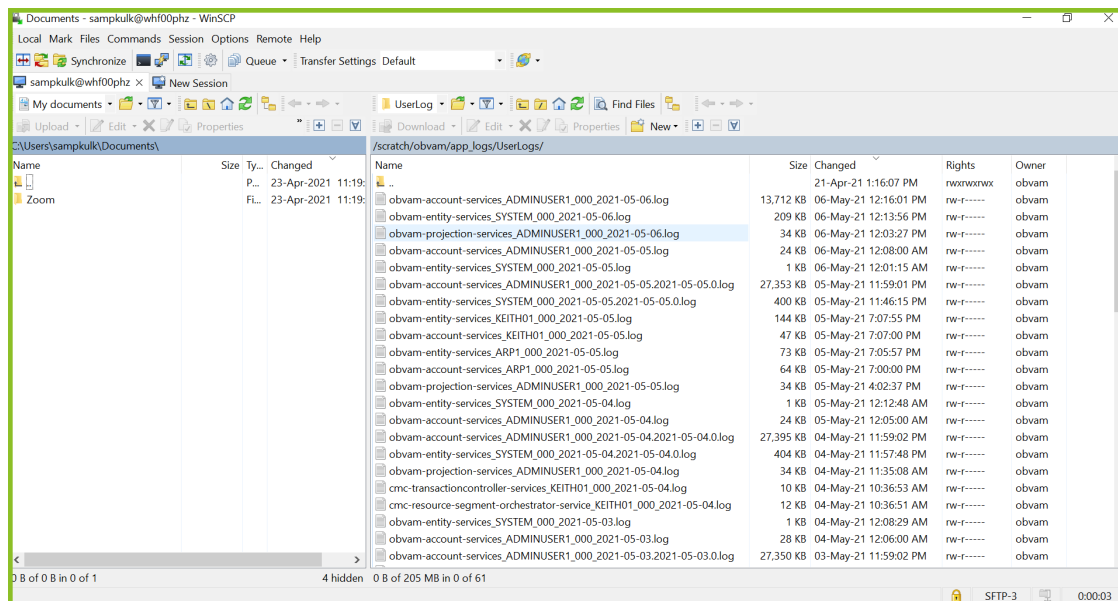 Documents - sampkulk@whf00phz - WinSCP
Local Mark Files Commands Session Options Remote Help
Synchronize Queue Transfer Settings Default
sampkulk@whf00phz × New Session
My documents UserLog Find Files
Upload Edit Properties » Download Edit Properties New
C:\Users\sampkulk\Documents\ /scratch/obvam/app_logs/UserLogs/
Name Size Ty... Changed Name Size Changed Rights Owner
.. P... 23-Apr-2021 11:19: .. 21-Apr-21 1:16:07 PM rwxrwxrwx obvam
Zoom Fi... 23-Apr-2021 11:19: obvam-account-services_ADMINUSER1_000_2021-05-06.log 13,712 KB 06-May-21 12:16:01 PM rw-r----- obvam
obvam-entity-services_SYSTEM_000_2021-05-06.log 209 KB 06-May-21 12:13:56 PM rw-r----- obvam
obvam-projection-services_ADMINUSER1_000_2021-05-06.log 34 KB 06-May-21 12:03:27 PM rw-r----- obvam
obvam-account-services_ADMINUSER1_000_2021-05-05.log 24 KB 06-May-21 12:08:00 AM rw-r----- obvam
obvam-entity-services_SYSTEM_000_2021-05-05.log 1 KB 06-May-21 12:01:15 AM rw-r----- obvam
obvam-account-services_ADMINUSER1_000_2021-05-05.2021-05-05.0.log 27,353 KB 05-May-21 11:59:01 PM rw-r----- obvam
obvam-entity-services_SYSTEM_000_2021-05-05.2021-05-05.0.log 400 KB 05-May-21 11:46:15 PM rw-r----- obvam
obvam-entity-services_KEITH01_000_2021-05-05.log 144 KB 05-May-21 7:07:55 PM rw-r----- obvam
obvam-account-services_KEITH01_000_2021-05-05.log 47 KB 05-May-21 7:07:00 PM rw-r----- obvam
obvam-entity-services_ARP1_000_2021-05-05.log 73 KB 05-May-21 7:05:57 PM rw-r----- obvam
obvam-account-services_ARP1_000_2021-05-05.log 64 KB 05-May-21 7:00:00 PM rw-r----- obvam
obvam-projection-services_ADMINUSER1_000_2021-05-05.log 34 KB 05-May-21 4:02:37 PM rw-r----- obvam
obvam-entity-services_SYSTEM_000_2021-05-04.log 1 KB 05-May-21 12:12:48 AM rw-r----- obvam
obvam-account-services_ADMINUSER1_000_2021-05-04.log 24 KB 05-May-21 12:05:00 AM rw-r----- obvam
obvam-account-services_ADMINUSER1_000_2021-05-04.2021-05-04.0.log 27,395 KB 04-May-21 11:59:02 PM rw-r----- obvam
obvam-entity-services_SYSTEM_000_2021-05-04.2021-05-04.0.log 404 KB 04-May-21 11:57:48 PM rw-r----- obvam
obvam-projection-services_ADMINUSER1_000_2021-05-04.log 34 KB 04-May-21 11:35:08 AM rw-r----- obvam
cmc-transactioncontroller-services_KEITH01_000_2021-05-04.log 10 KB 04-May-21 10:36:53 AM rw-r----- obvam
cmc-resource-segment-orchestrator-service_KEITH01_000_2021-05-04.log 12 KB 04-May-21 10:36:51 AM rw-r----- obvam
obvam-entity-services_SYSTEM_000_2021-05-03.log 1 KB 04-May-21 12:08:29 AM rw-r----- obvam
obvam-account-services_ADMINUSER1_000_2021-05-03.log 28 KB 04-May-21 12:06:00 AM rw-r----- obvam
obvam-account-services_ADMINUSER1_000_2021-05-03.2021-05-03.0.log 27,350 KB 03-May-21 11:59:02 PM rw-r----- obvam
0 B of 0 B in 0 of 1 4 hidden 0 B of 205 MB in 0 of 61
SFTP-3 0:00:03